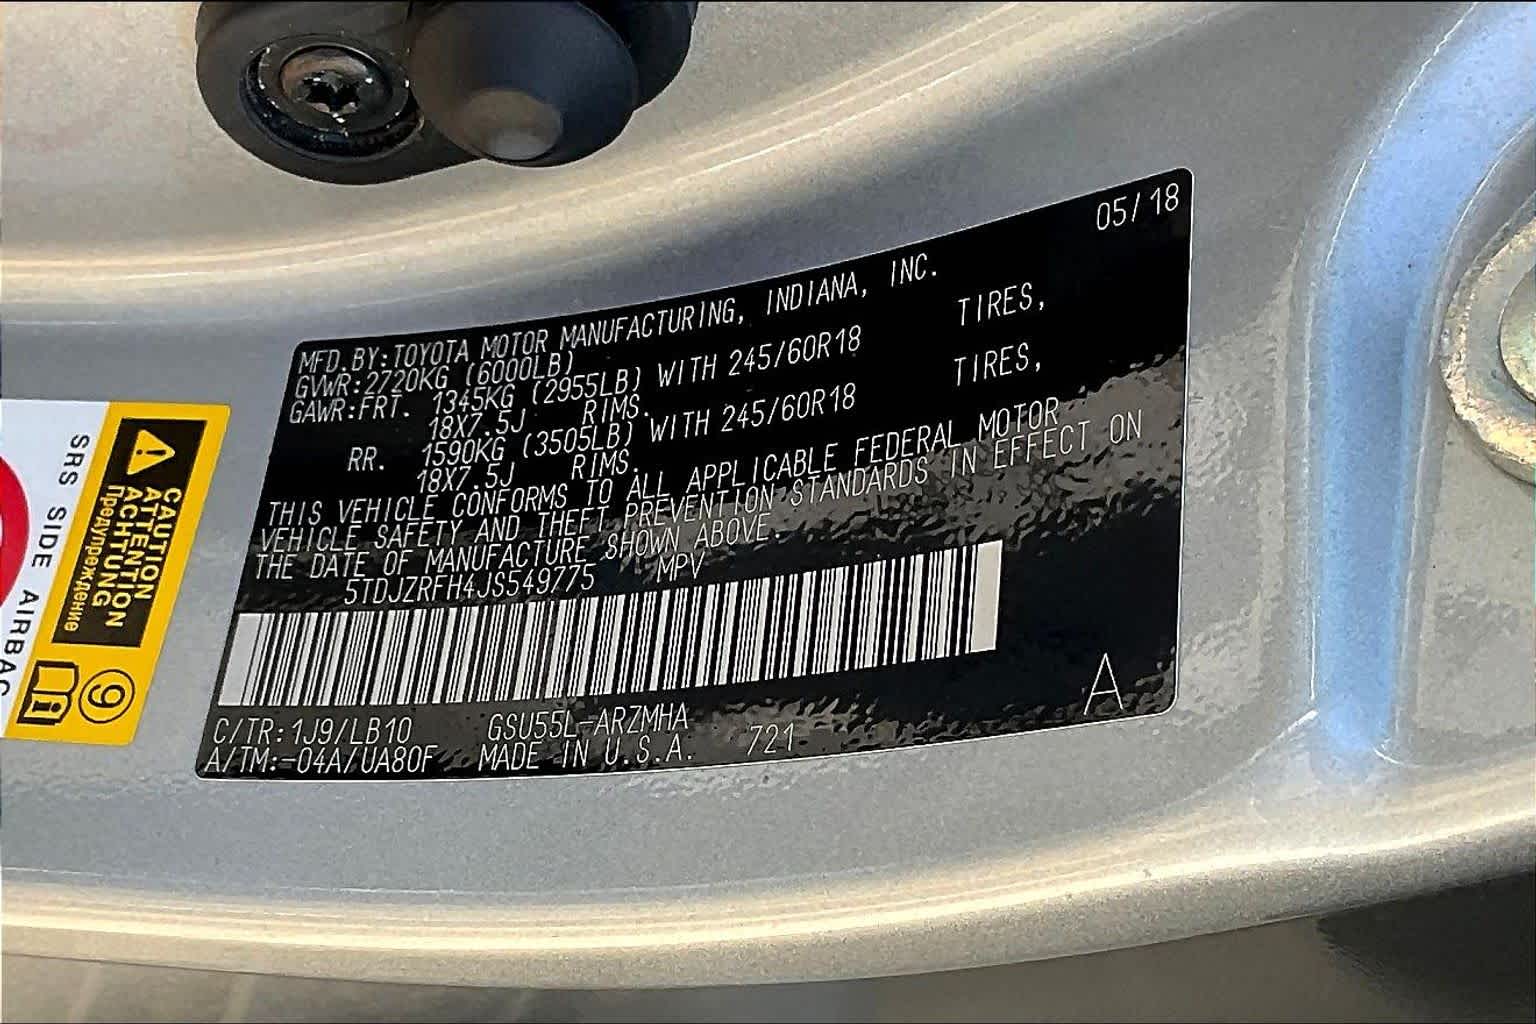 05/18
MFD.BY:TOYOTA MOTOR MANUFACTURING, INDIANA, INC.
GVWR:2720KG (6000LB)
GAWR:FRT. 1345KG (2955LB) WITH 245/60R18 TIRES,
18X7.5J RIMS.
RR. 1590KG (3505LB) WITH 245/60R18 TIRES,
18X7.5J RIMS.
THIS VEHICLE CONFORMS TO ALL APPLICABLE FEDERAL MOTOR
VEHICLE SAFETY AND THEFT PREVENTION STANDARDS IN EFFECT ON
THE DATE OF MANUFACTURE SHOWN ABOVE.
5TDJZRFH4JS549775 MPV
C/TR:1J9/LB10 GSU55L-ARZMHA
A/TM:-04A/UA80F MADE IN U.S.A. 721
A
CAUTION
ATTENTION
ACHTUNG
Предупреждение
SRS SIDE AIRBAG
9
i